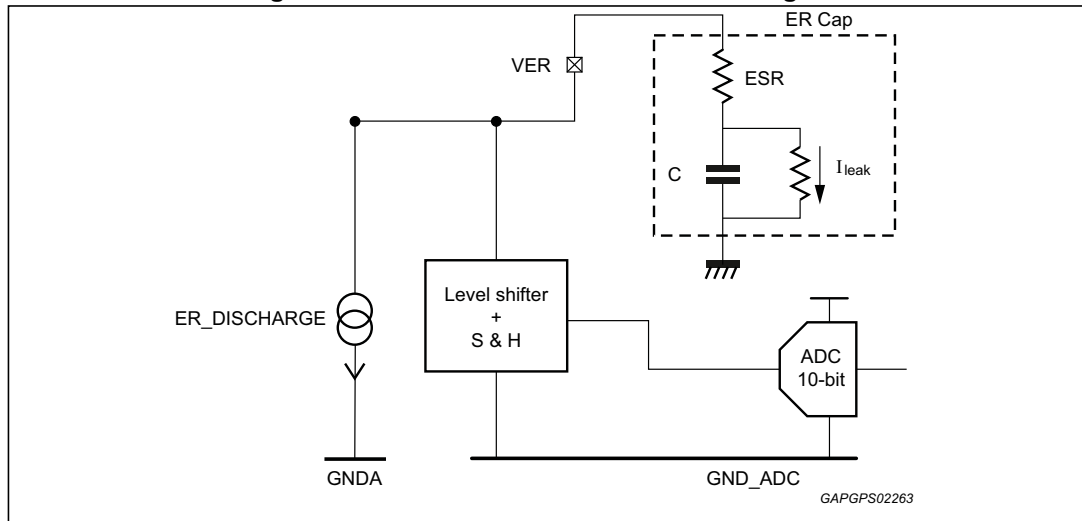 ER Cap
VER
ESR
C
Ileak
ER_DISCHARGE
Level shifter
+
S & H
ADC
10-bit
GNDA
GND_ADC
GAPGPS02263